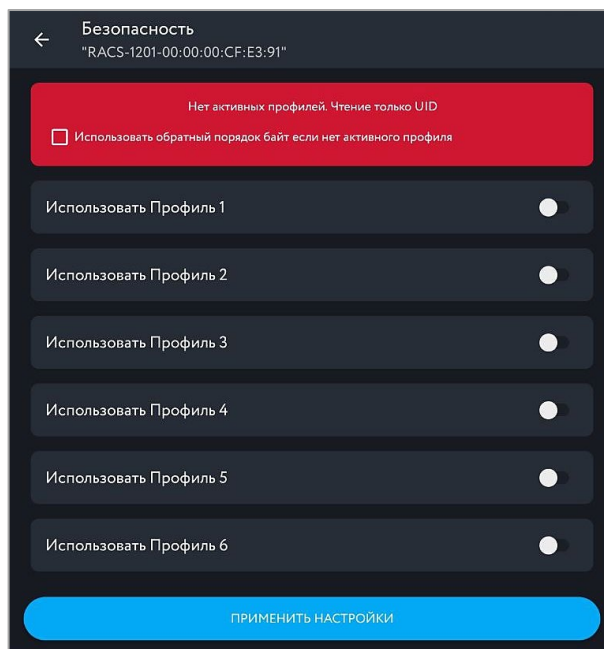 Безопасность
"RACS-1201-00:00:00:CF:E3:91"
Нет активных профилей. Чтение только UID
Использовать обратный порядок байт если нет активного профиля
Использовать Профиль 1
Использовать Профиль 2
Использовать Профиль 3
Использовать Профиль 4
Использовать Профиль 5
Использовать Профиль 6
ПРИМЕНИТЬ НАСТРОЙКИ